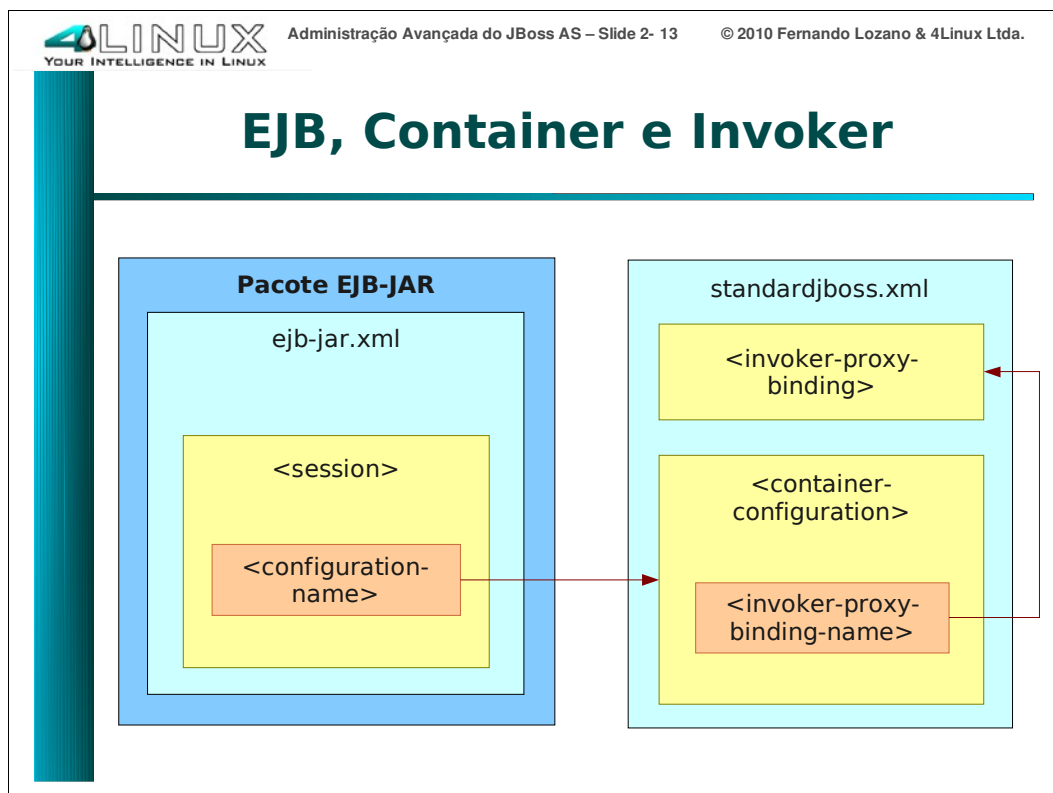 4LINUX
YOUR INTELLIGENCE IN LINUX
Administração Avançada do JBoss AS – Slide 2- 13
© 2010 Fernando Lozano & 4Linux Ltda.
EJB, Container e Invoker
Pacote EJB-JAR
ejb-jar.xml
<session>
<configuration-
name>
standardjboss.xml
<invoker-proxy-
binding>
<container-
configuration>
<invoker-proxy-
binding-name>